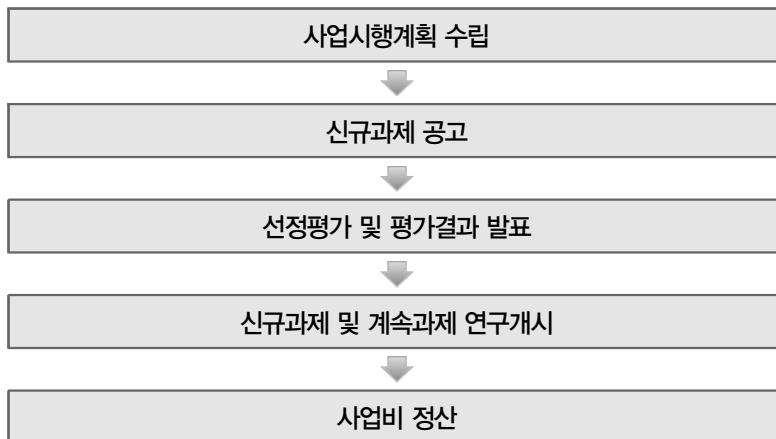 사업시행계획 수립
신규과제 공고
선정평가 및 평가결과 발표
신규과제 및 계속과제 연구개시
사업비 정산